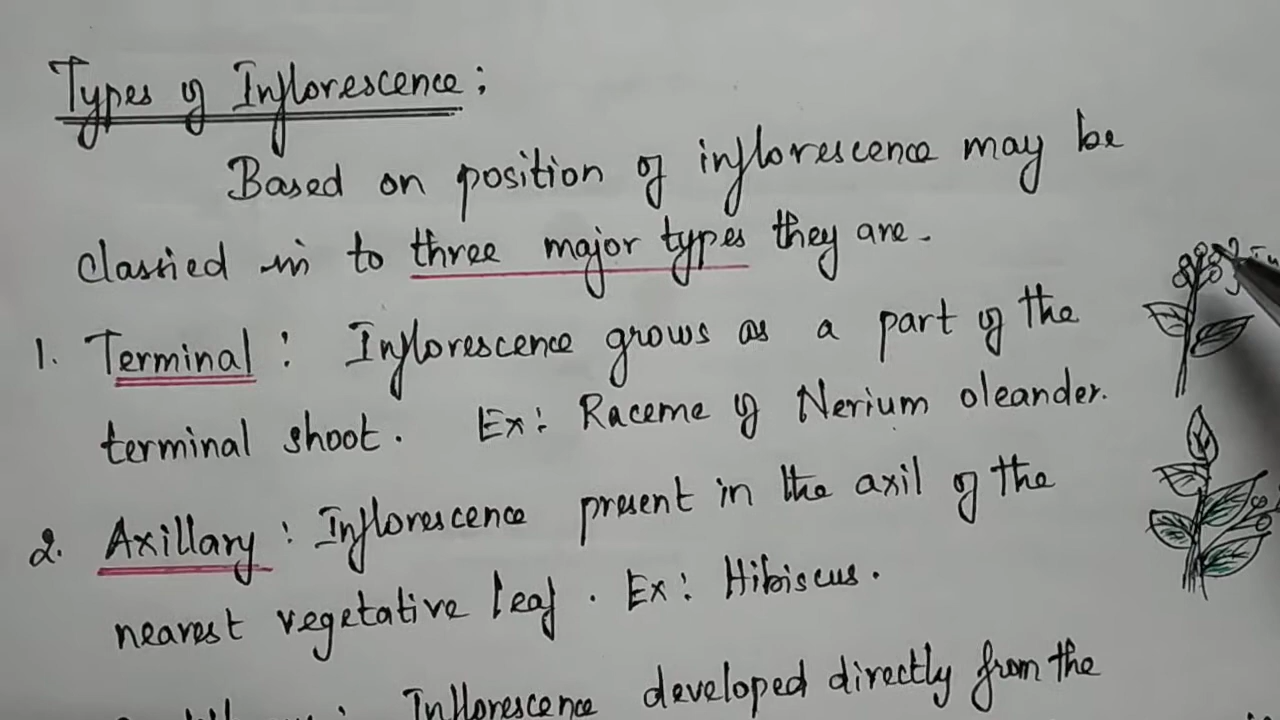 Types of Inflorescence:
Based on position of inflorescence may be
classied in to three major types they are.
1. Terminal: Inflorescence grows as a part of the
terminal shoot. Ex: Raceme of Nerium oleander.
2. Axillary: Inflorescence present in the axil of the
nearest vegetative leaf. Ex: Hibiscus.
: Inflorescence developed directly from the